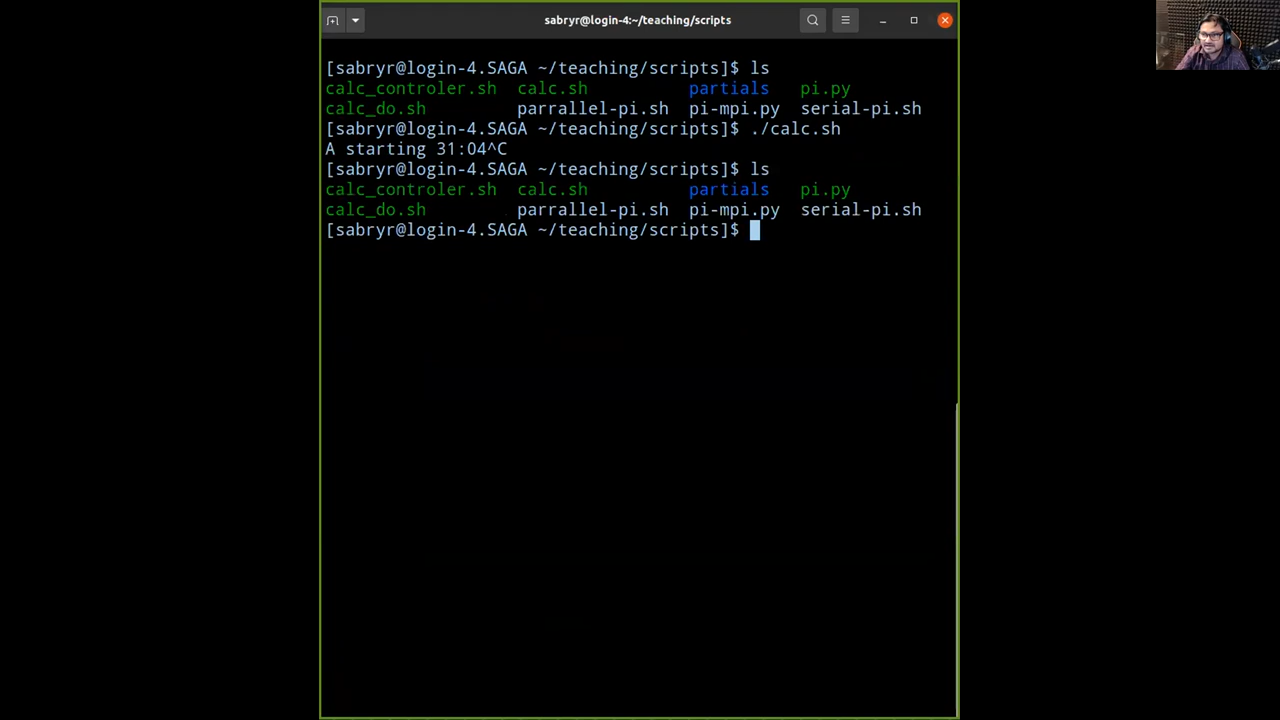 sabryr@login-4:~/teaching/scripts
[sabryr@login-4.SAGA ~/teaching/scripts]$ ls
calc_controler.sh calc.sh partials pi.py
calc_do.sh parrallel-pi.sh pi-mpi.py serial-pi.sh
[sabryr@login-4.SAGA ~/teaching/scripts]$ ./calc.sh
A starting 31:04^C
[sabryr@login-4.SAGA ~/teaching/scripts]$ ls
calc_controler.sh calc.sh partials pi.py
calc_do.sh parrallel-pi.sh pi-mpi.py serial-pi.sh
[sabryr@login-4.SAGA ~/teaching/scripts]$